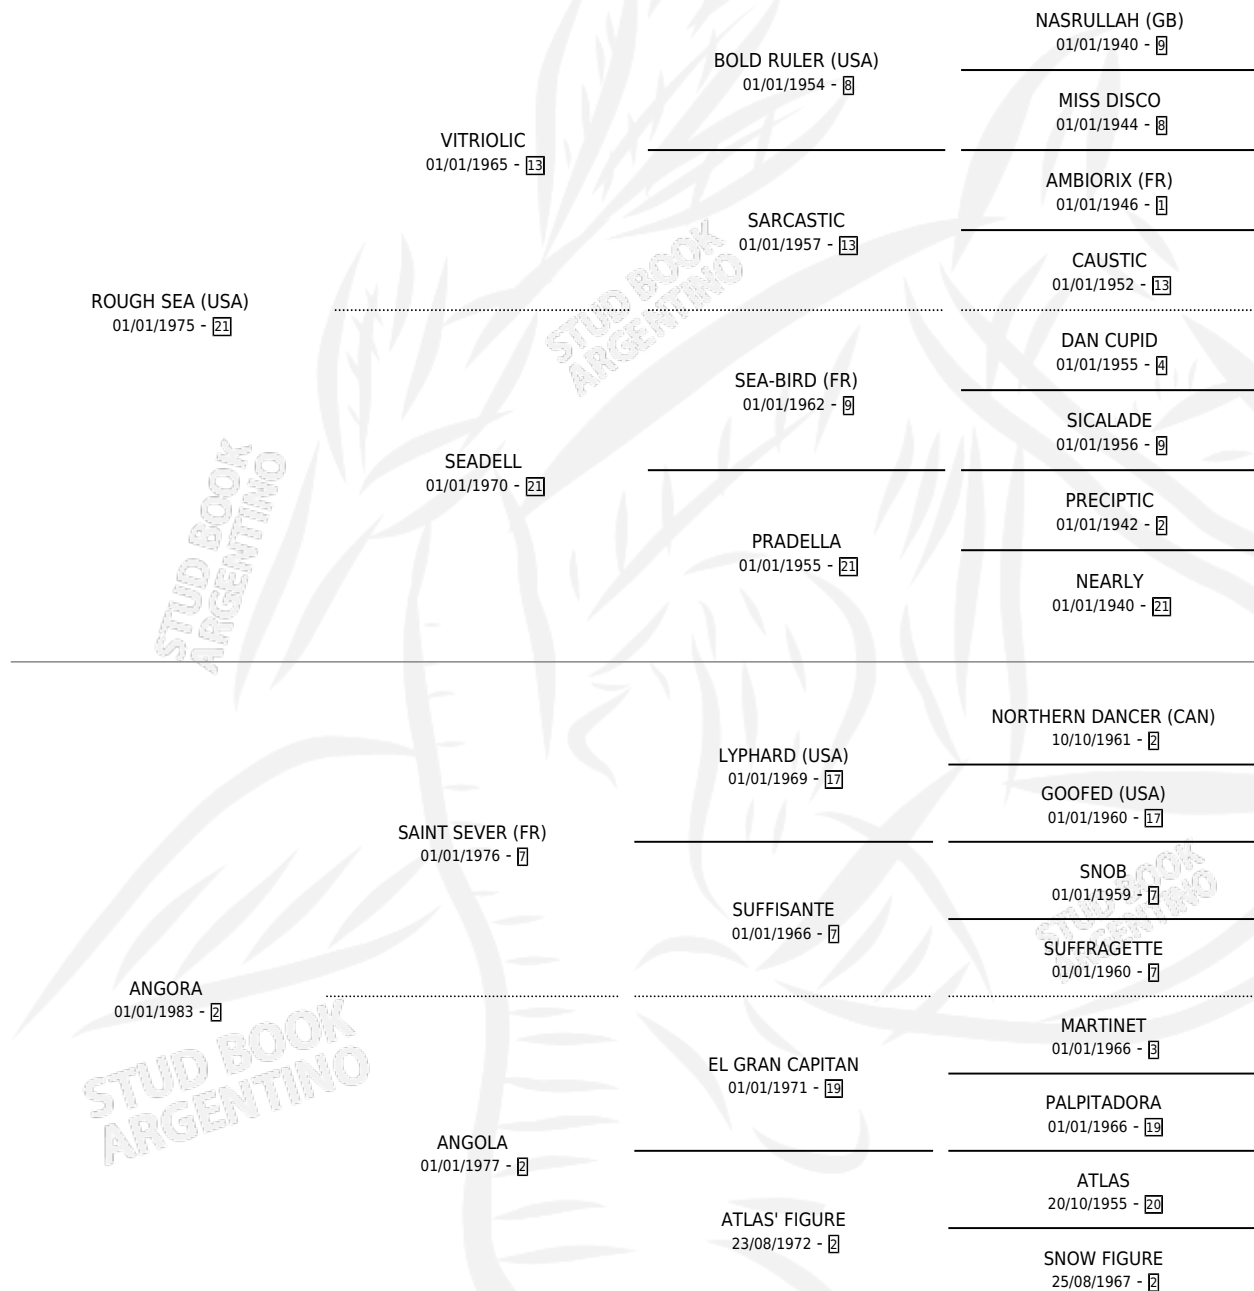 NASRULLAH (GB)
01/01/1940 - 9
BOLD RULER (USA)
01/01/1954 - 8
MISS DISCO
01/01/1944 - 8
VITRIOLIC
01/01/1965 - 13
AMBIORIX (FR)
01/01/1946 - 1
SARCASTIC
01/01/1957 - 13
CAUSTIC
01/01/1952 - 13
ROUGH SEA (USA)
01/01/1975 - 21
DAN CUPID
01/01/1955 - 4
SEA-BIRD (FR)
01/01/1962 - 9
SICALADE
01/01/1956 - 9
SEADELL
01/01/1970 - 21
PRECIPTIC
01/01/1942 - 2
PRADELLA
01/01/1955 - 21
NEARLY
01/01/1940 - 21
NORTHERN DANCER (CAN)
10/10/1961 - 2
LYPHARD (USA)
01/01/1969 - 17
GOOFED (USA)
01/01/1960 - 17
SAINT SEVER (FR)
01/01/1976 - 7
SNOB
01/01/1959 - 7
SUFFISANTE
01/01/1966 - 7
SUFFRAGETTE
01/01/1960 - 7
ANGORA
01/01/1983 - 2
MARTINET
01/01/1966 - 3
EL GRAN CAPITAN
01/01/1971 - 19
PALPITADORA
01/01/1966 - 19
ANGOLA
01/01/1977 - 2
ATLAS
20/10/1955 - 20
ATLAS' FIGURE
23/08/1972 - 2
SNOW FIGURE
25/08/1967 - 2
STUD BOOK
ARGENTINO
STUD BOOK
ARGENTINO
STUD BOOK
ARGENTINO
STUD BOOK
ARGENTINO